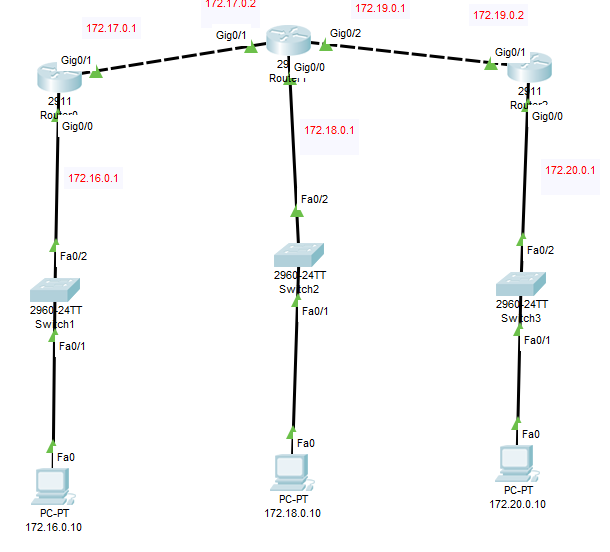 172.17.0.1
172.17.0.2
172.19.0.1
172.19.0.2
Gig0/1
Gig0/1
Gig0/2
Gig0/1
2911
Router0
Gig0/0
29
Gig0/0
2911
Gig0/0
172.16.0.1
172.18.0.1
172.20.0.1
Fa0/2
Fa0/2
Fa0/2
2960-24TT
Switch1
2960-24TT
Switch2
2960-24TT
Switch3
Fa0/1
Fa0/1
Fa0/1
Fa0
Fa0
Fa0
PC-PT
172.16.0.10
PC-PT
172.18.0.10
PC-PT
172.20.0.10